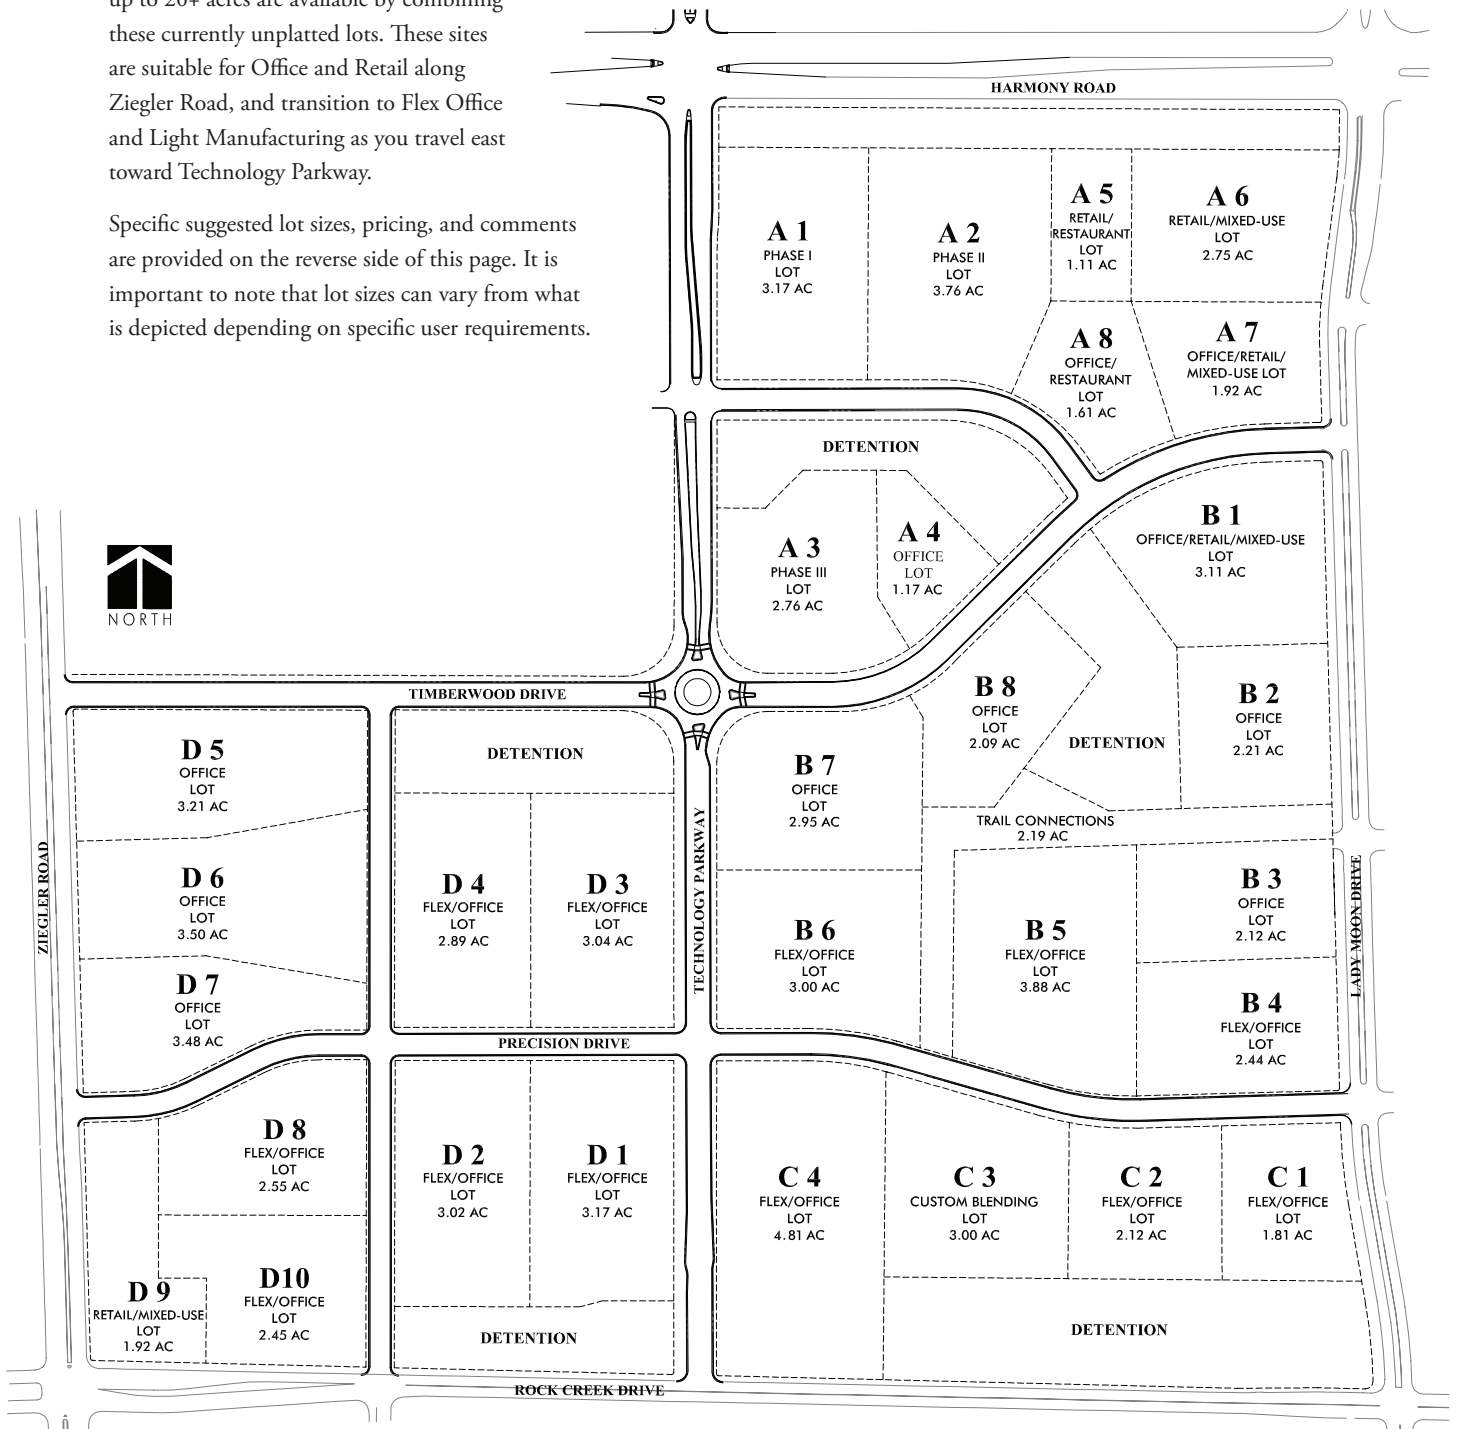 up to 20+ acres are available by combining
these currently unplatted lots. These sites
are suitable for Office and Retail along
Ziegler Road, and transition to Flex Office
and Light Manufacturing as you travel east
toward Technology Parkway.
Specific suggested lot sizes, pricing, and comments
are provided on the reverse side of this page. It is
important to note that lot sizes can vary from what
is depicted depending on specific user requirements.
HARMONY ROAD
A 1
PHASE I
LOT
3.17 AC
A 2
PHASE II
LOT
3.76 AC
A 5
RETAIL/
RESTAURANT
LOT
1.11 AC
A 6
RETAIL/MIXED-USE
LOT
2.75 AC
A 8
OFFICE/
RESTAURANT
LOT
1.61 AC
A 7
OFFICE/RETAIL/
MIXED-USE LOT
1.92 AC
DETENTION
A 3
PHASE III
LOT
2.76 AC
A 4
OFFICE
LOT
1.17 AC
B 1
OFFICE/RETAIL/MIXED-USE
LOT
3.11 AC
NORTH
TIMBERWOOD DRIVE
B 8
OFFICE
LOT
2.09 AC
DETENTION
B 2
OFFICE
LOT
2.21 AC
D 5
OFFICE
LOT
3.21 AC
DETENTION
B 7
OFFICE
LOT
2.95 AC
TRAIL CONNECTIONS
2.19 AC
ZIEGLER ROAD
D 6
OFFICE
LOT
3.50 AC
D 4
FLEX/OFFICE
LOT
2.89 AC
D 3
FLEX/OFFICE
LOT
3.04 AC
TECHNOLOGY PARKWAY
B 6
FLEX/OFFICE
LOT
3.00 AC
B 5
FLEX/OFFICE
LOT
3.88 AC
B 3
OFFICE
LOT
2.12 AC
LADY MOON DRIVE
D 7
OFFICE
LOT
3.48 AC
B 4
FLEX/OFFICE
LOT
2.44 AC
PRECISION DRIVE
D 8
FLEX/OFFICE
LOT
2.55 AC
D 2
FLEX/OFFICE
LOT
3.02 AC
D 1
FLEX/OFFICE
LOT
3.17 AC
C 4
FLEX/OFFICE
LOT
4.81 AC
C 3
CUSTOM BLENDING
LOT
3.00 AC
C 2
FLEX/OFFICE
LOT
2.12 AC
C 1
FLEX/OFFICE
LOT
1.81 AC
D 9
RETAIL/MIXED-USE
LOT
1.92 AC
D10
FLEX/OFFICE
LOT
2.45 AC
DETENTION
DETENTION
ROCK CREEK DRIVE